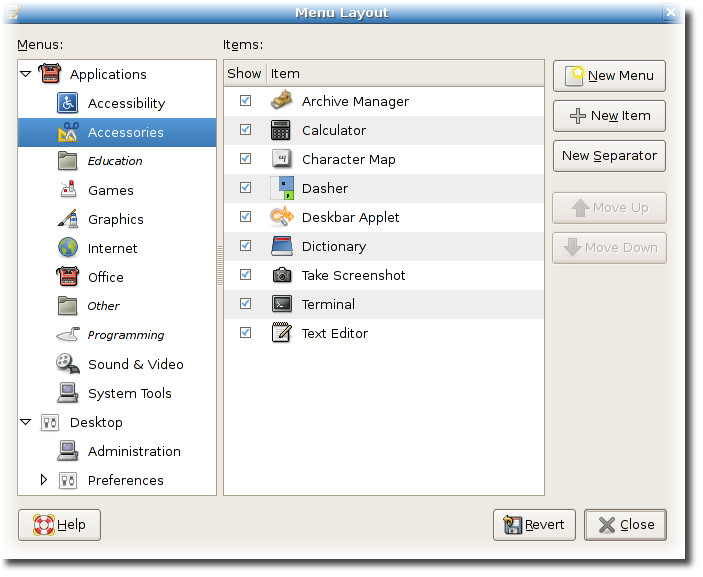 Menu Layout
Menus:
Items:
Applications
Accessibility
Accessories
Education
Games
Graphics
Internet
Office
Other
Programming
Sound & Video
System Tools
Desktop
Administration
Preferences
Show Item
Archive Manager
Calculator
Character Map
Dasher
Deskbar Applet
Dictionary
Take Screenshot
Terminal
Text Editor
New Menu
New Item
New Separator
Move Up
Move Down
Help
Revert
Close